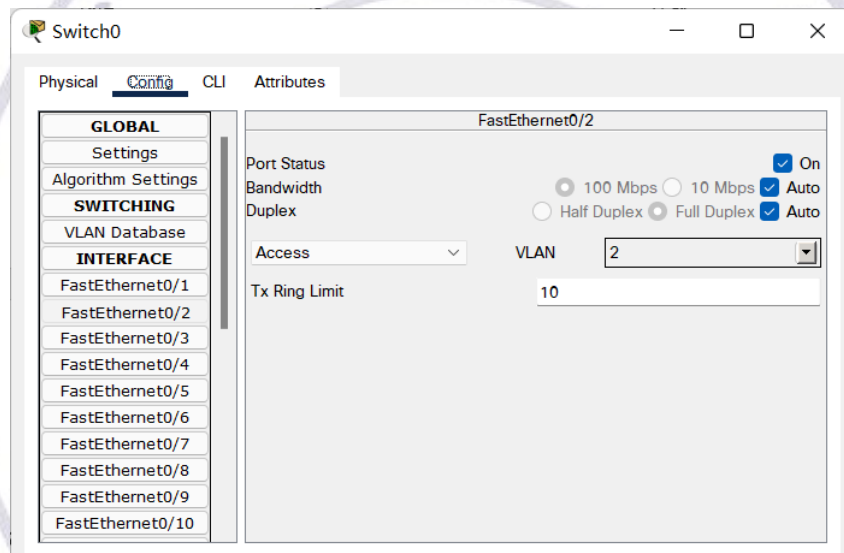 Switch0
Physical Config CLI Attributes
GLOBAL
Settings
Algorithm Settings
SWITCHING
VLAN Database
INTERFACE
FastEthernet0/1
FastEthernet0/2
FastEthernet0/3
FastEthernet0/4
FastEthernet0/5
FastEthernet0/6
FastEthernet0/7
FastEthernet0/8
FastEthernet0/9
FastEthernet0/10
FastEthernet0/2
Port Status On
Bandwidth 100 Mbps 10 Mbps Auto
Duplex Half Duplex Full Duplex Auto
Access VLAN 2
Tx Ring Limit 10